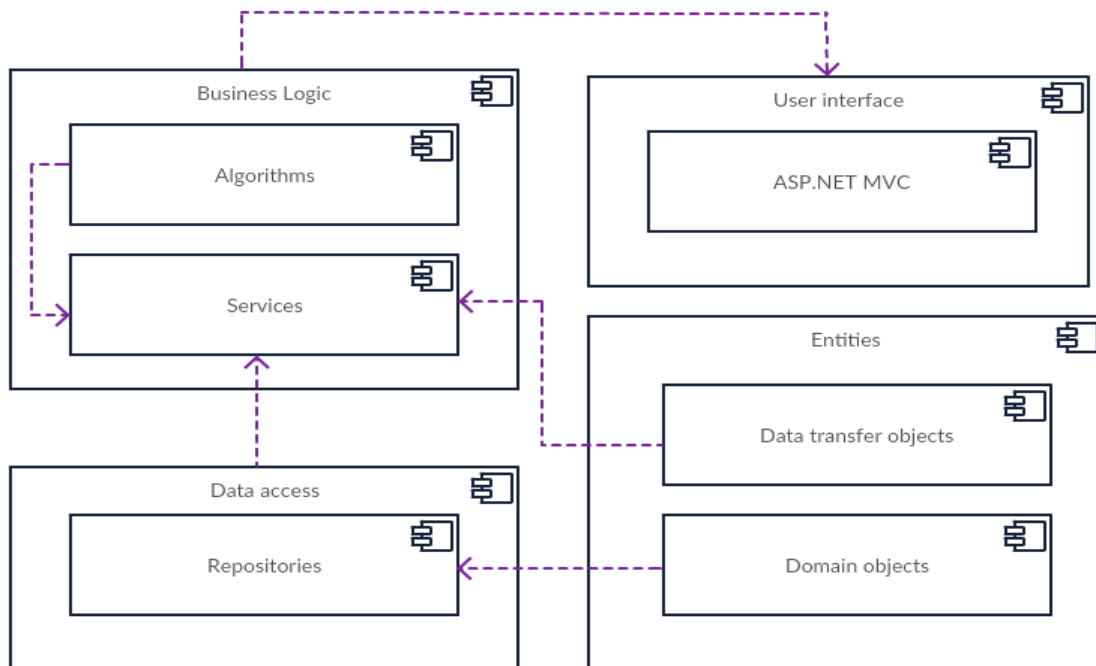 Business Logic
Algorithms
Services
User interface
ASP.NET MVC
Entities
Data transfer objects
Domain objects
Data access
Repositories